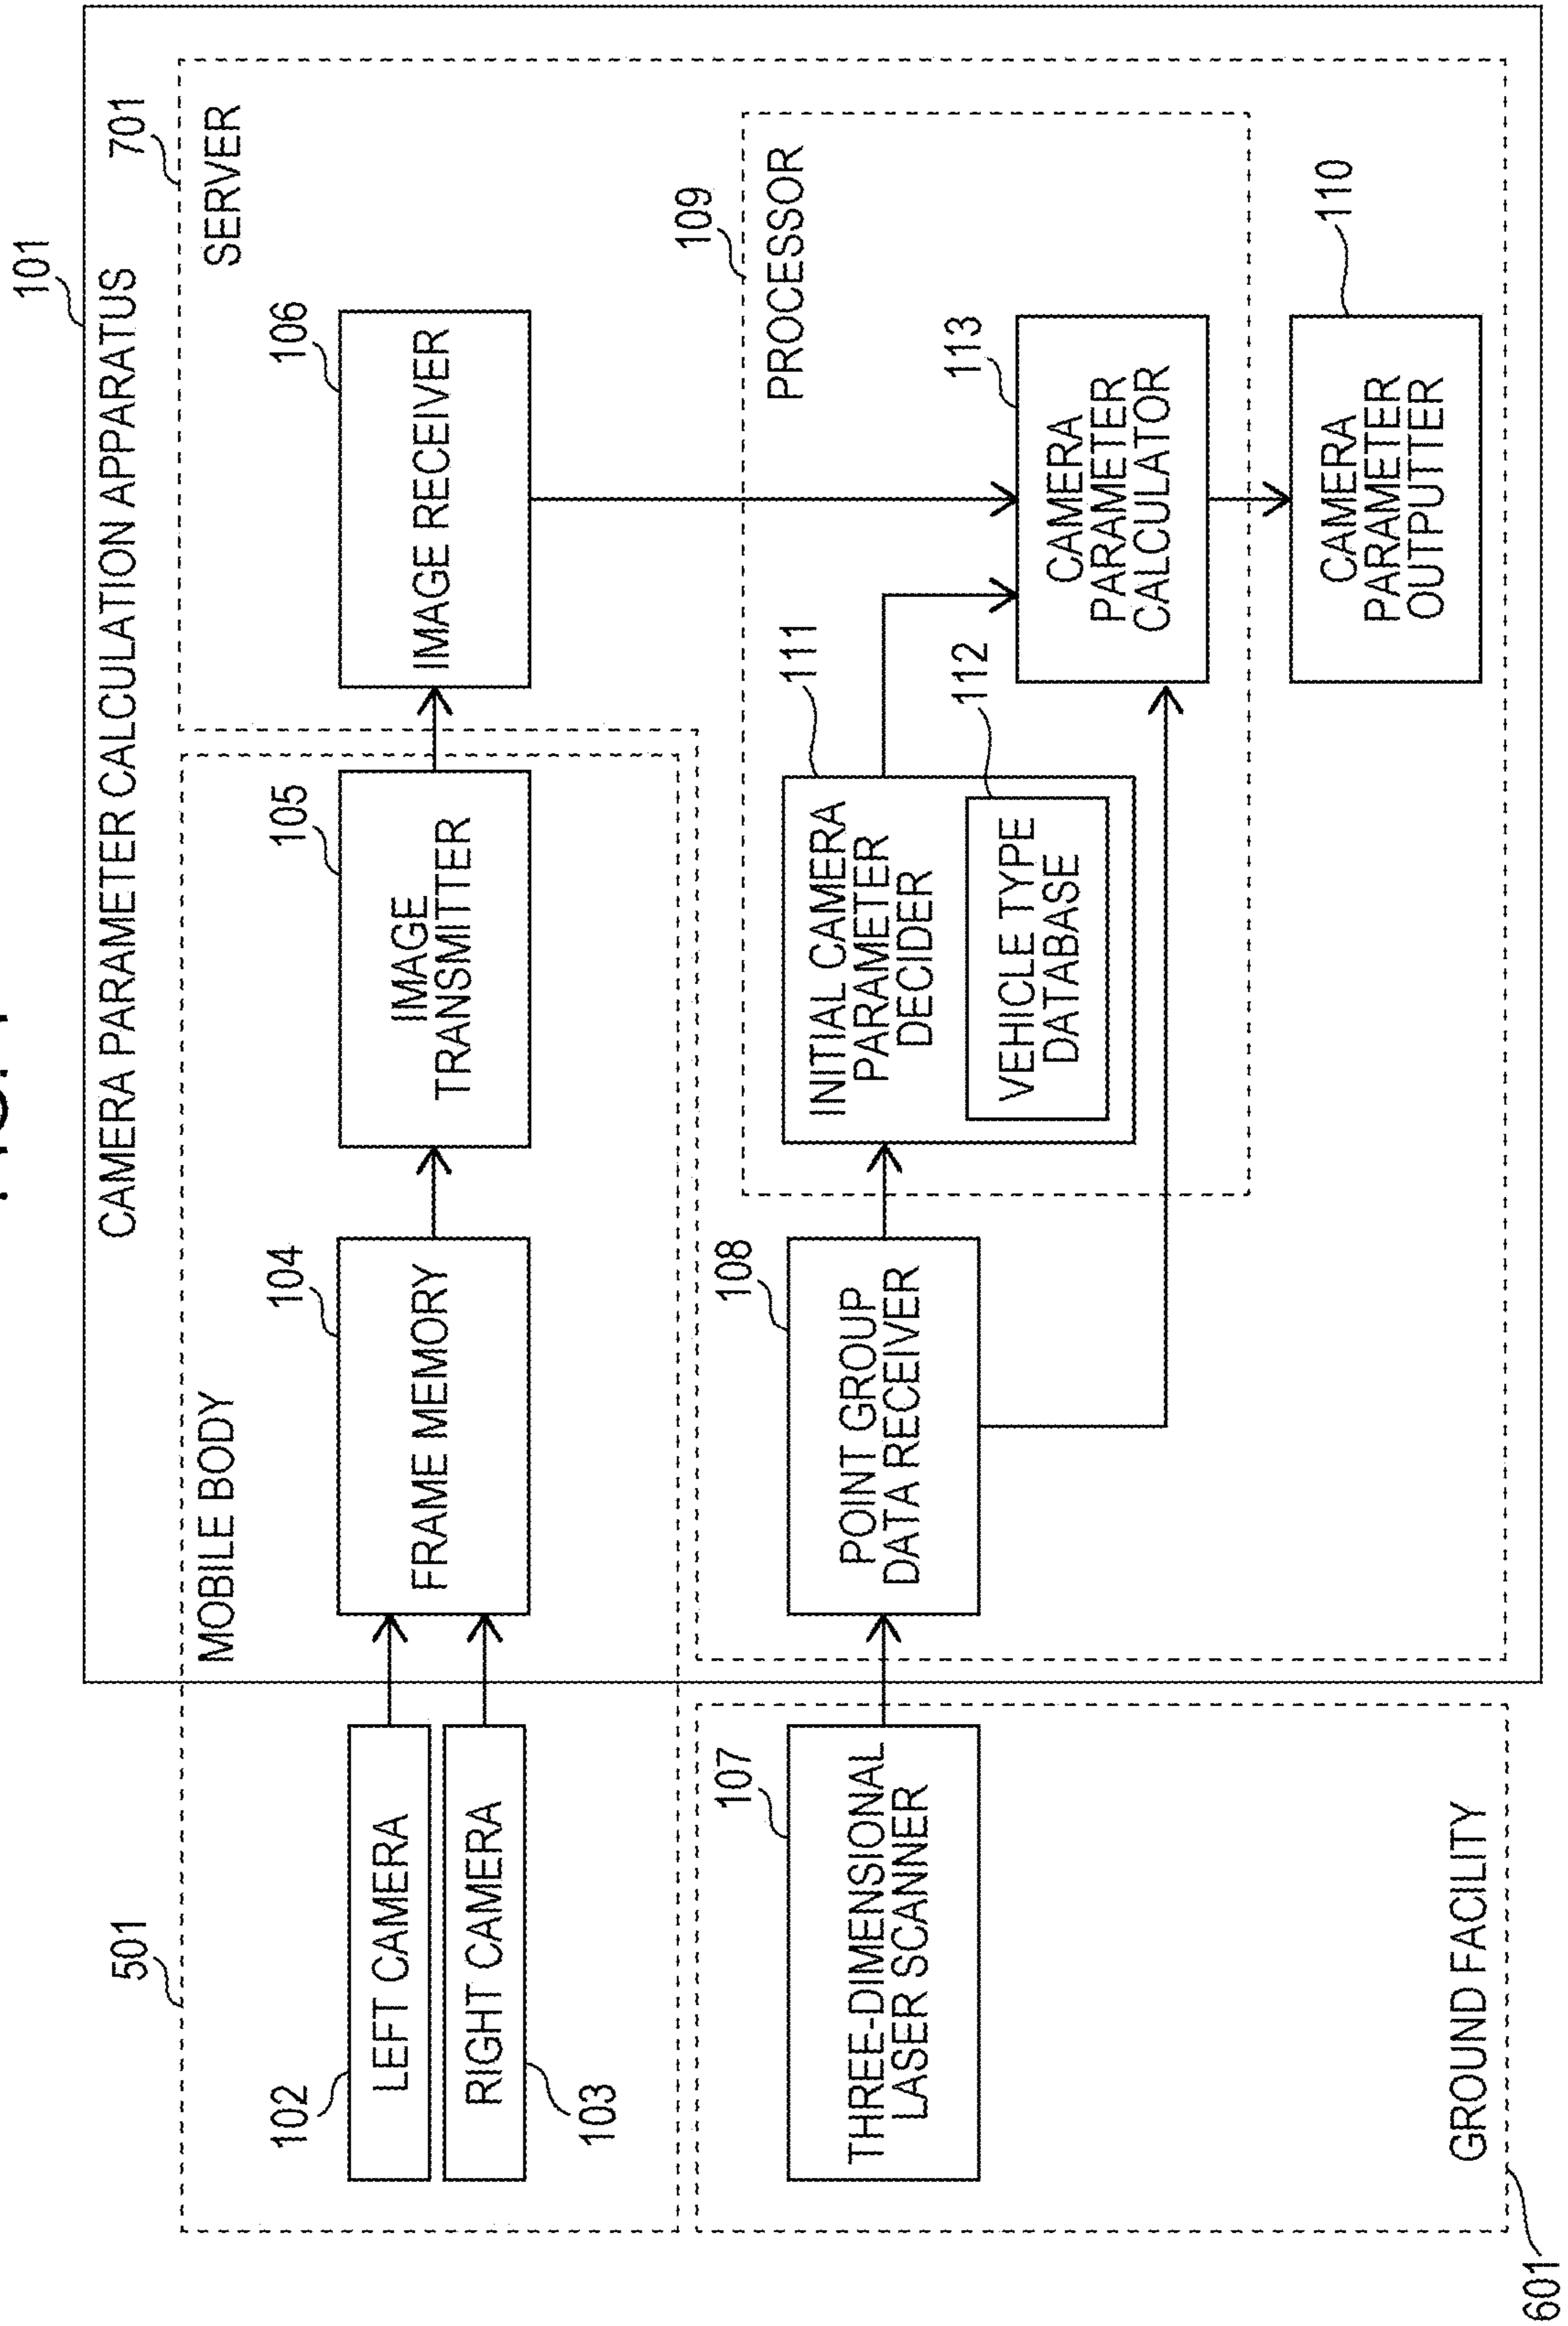 101
CAMERA PARAMETER CALCULATION APPARATUS
501
MOBILE BODY
701
SERVER
102
LEFT CAMERA
RIGHT CAMERA
103
104
FRAME MEMORY
105
IMAGE
TRANSMITTER
106
IMAGE RECEIVER
107
THREE-DIMENSIONAL
LASER SCANNER
108
POINT GROUP
DATA RECEIVER
109
PROCESSOR
111
INITIAL CAMERA
PARAMETER
DECIDER
112
VEHICLE TYPE
DATABASE
113
CAMERA
PARAMETER
CALCULATOR
110
CAMERA
PARAMETER
OUTPUTTER
GROUND FACILITY
601